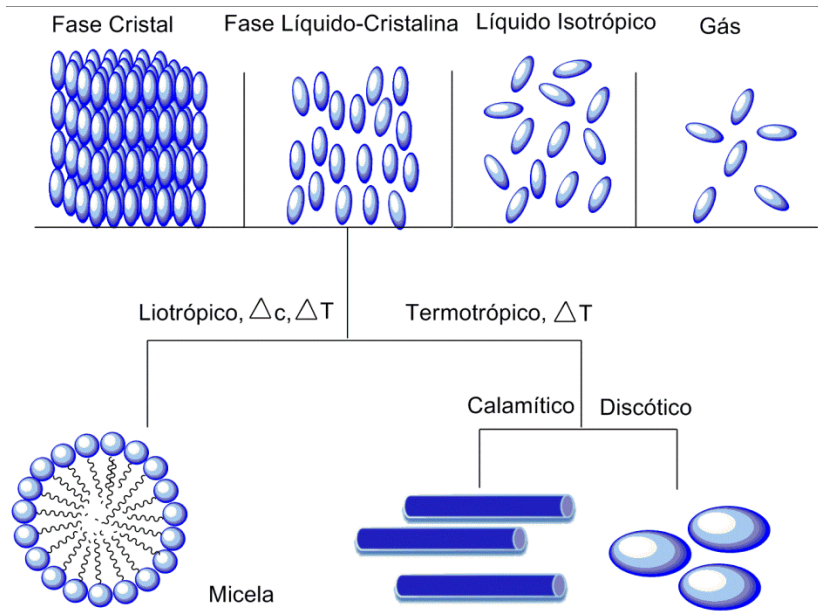 Fase Cristal
Fase Líquido-Cristalina
Líquido Isotrópico
Gás
Liotrópico, △c, △T
Termotrópico, △T
Calamítico
Discótico
Micela